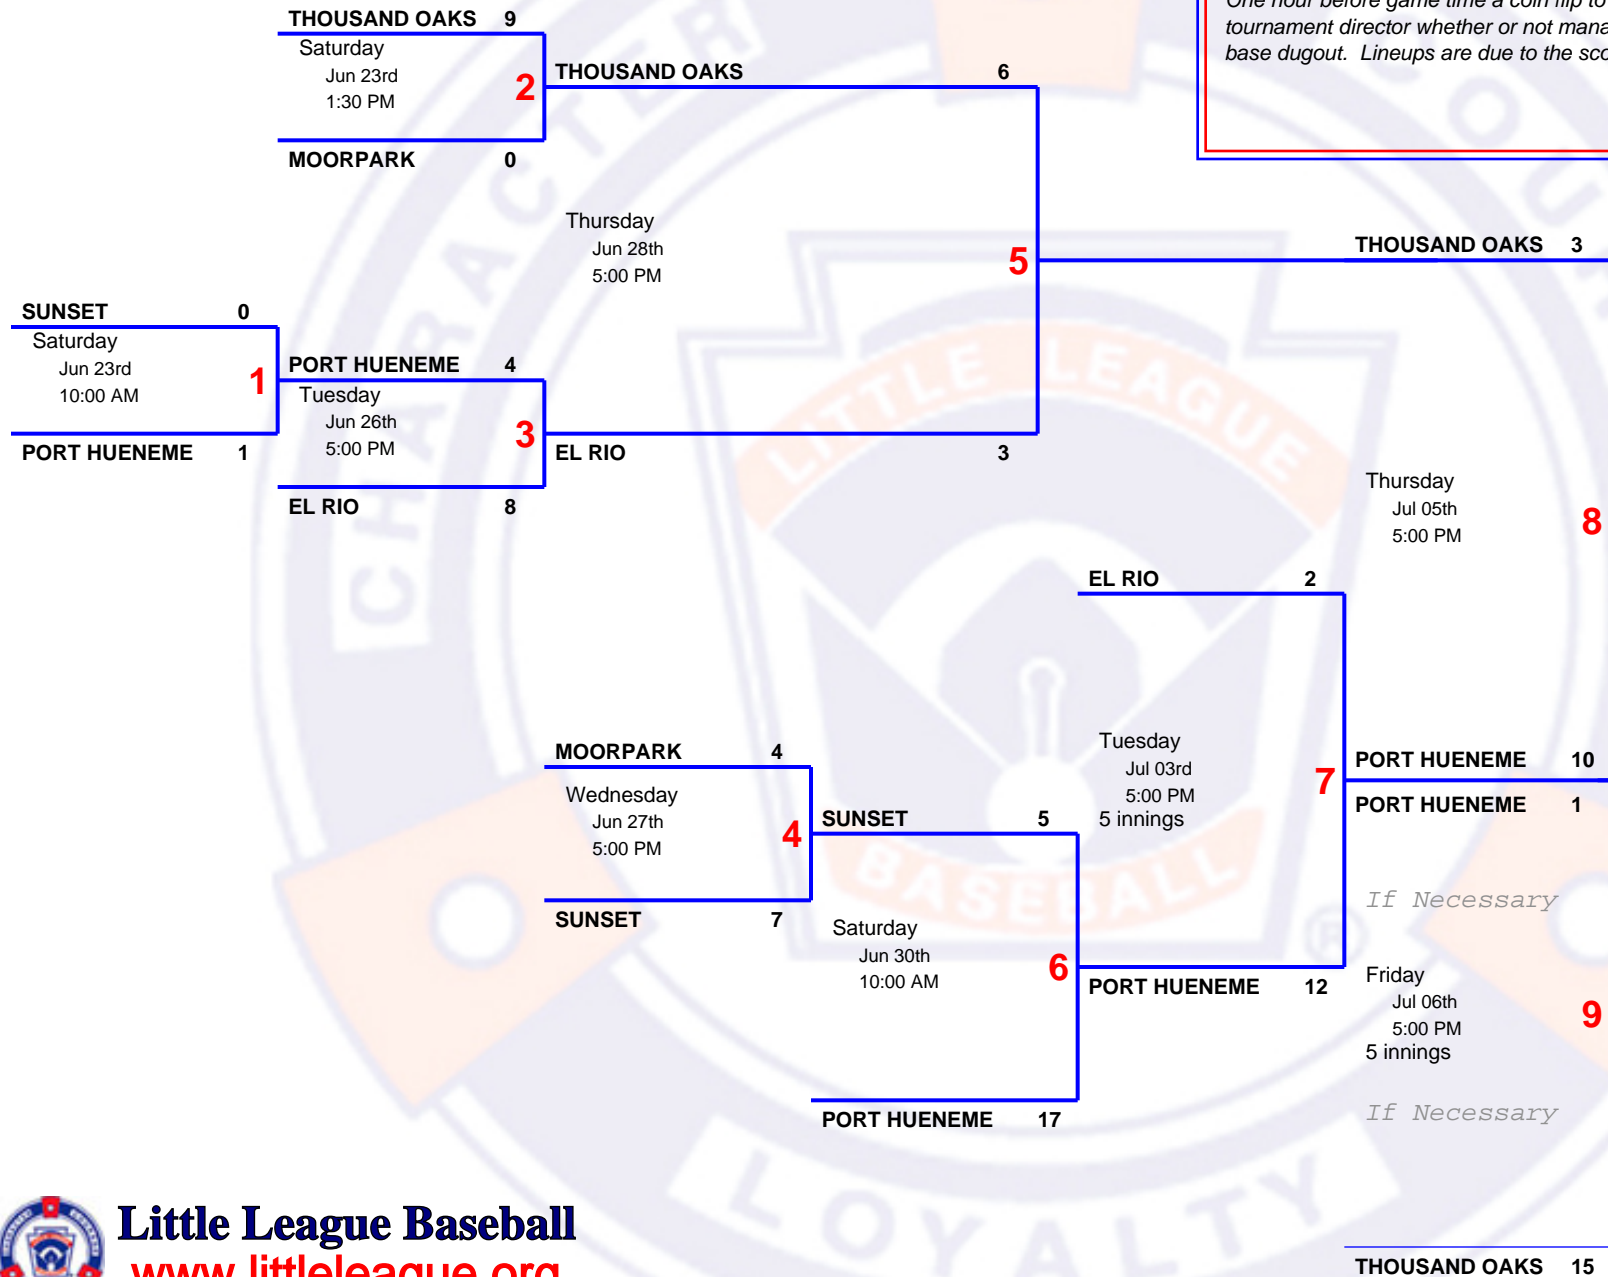 One hour before game time a coin flip to
tournament director whether or not mana
base dugout. Lineups are due to the sco
THOUSAND OAKS 9
Saturday
Jun 23rd
1:30 PM
2
MOORPARK 0
THOUSAND OAKS 6
Thursday
Jun 28th
5:00 PM
5
THOUSAND OAKS 3
SUNSET 0
Saturday
Jun 23rd
10:00 AM
1
PORT HUENEME 1
PORT HUENEME 4
Tuesday
Jun 26th
5:00 PM
3
EL RIO 8
EL RIO 3
Thursday
Jul 05th
5:00 PM
8
EL RIO 2
Tuesday
Jul 03rd
5:00 PM
5 innings
7
MOORPARK 4
Wednesday
Jun 27th
5:00 PM
4
SUNSET 7
SUNSET 5
Saturday
Jun 30th
10:00 AM
6
PORT HUENEME 17
PORT HUENEME 12
PORT HUENEME 10
PORT HUENEME 1
If Necessary
Friday
Jul 06th
5:00 PM
5 innings
9
If Necessary
THOUSAND OAKS 15
CHARACTER
COU
LOYALTY
LITTLE LEAGUE
BASEBALL
®
Little League Baseball
www.littleleague.org